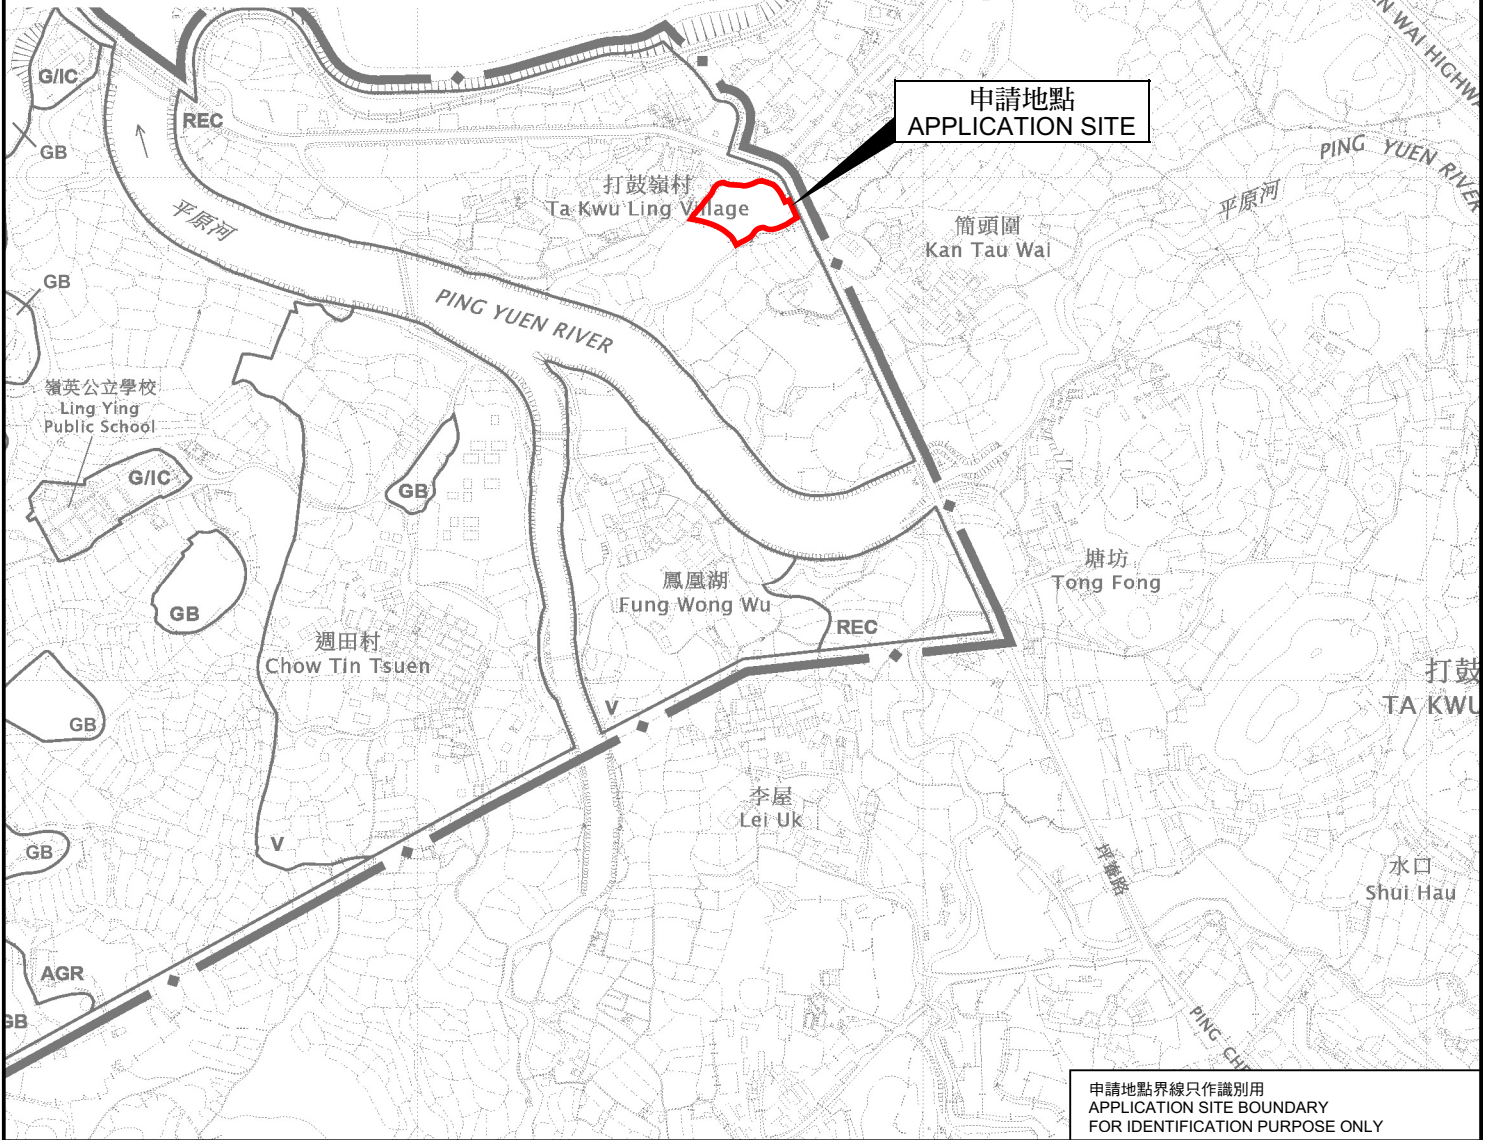 G/IC
REC
GB
申請地點
APPLICATION SITE
PING YUEN RIVER
平原河
打鼓嶺村
Ta Kwu Ling Village
平原河
簡頭圍
Kan Tau Wai
GB
PING YUEN RIVER
嶺英公立學校
Ling Ying
Public School
G/IC
GB
GB
鳳凰湖
Fung Wong Wu
REC
塘坊
Tong Fong
週田村
Chow Tin Tsuen
打鼓
TA KWU
GB
V
李屋
Lei Uk
V
GB
坪輋路
水口
Shui Hau
AGR
GB
PING
申請地點界線只作識別用
APPLICATION SITE BOUNDARY
FOR IDENTIFICATION PURPOSE ONLY